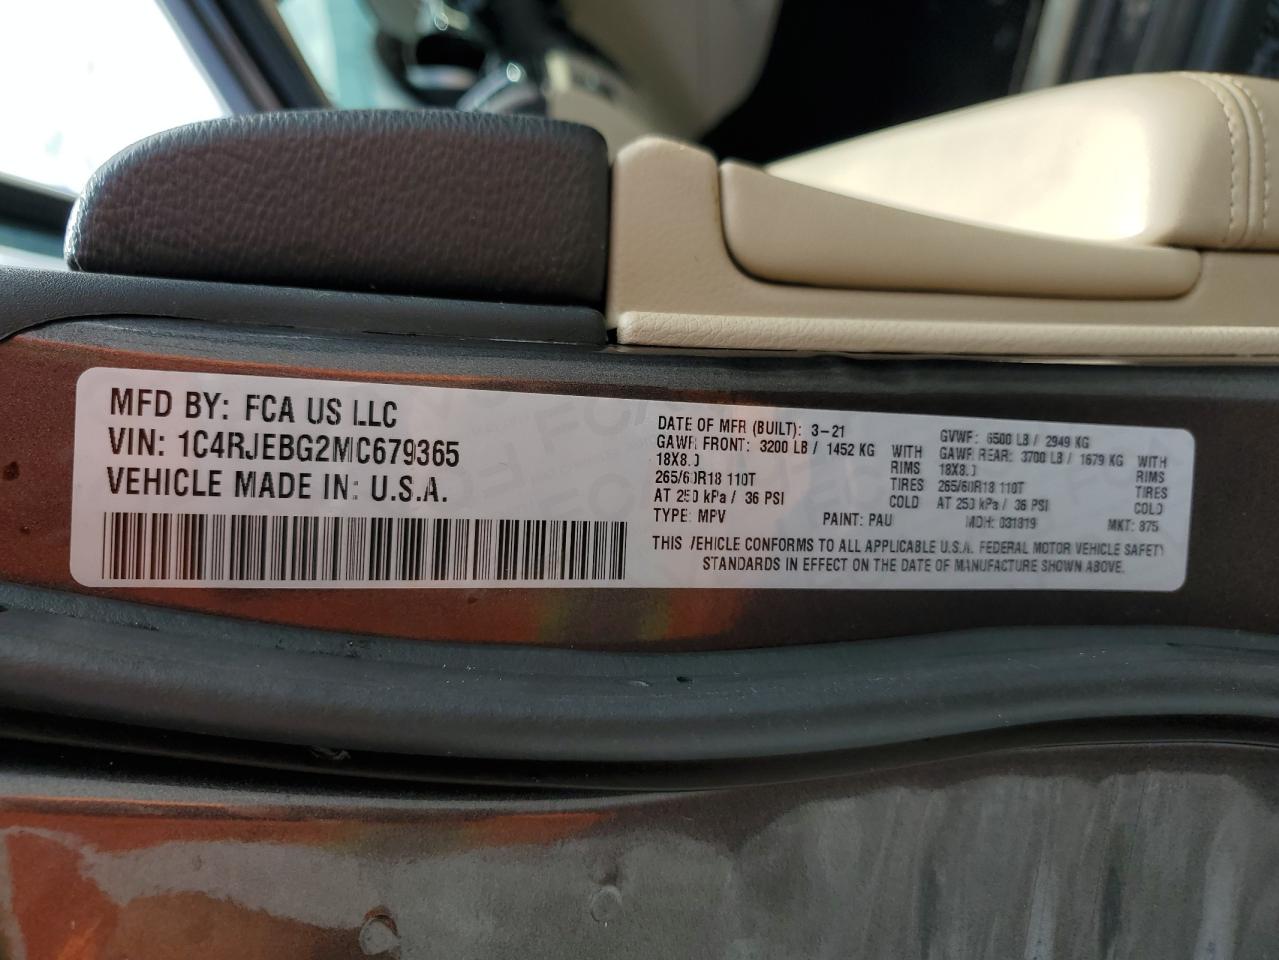 MFD BY: FCA US LLC
VIN: 1C4RJEBG2MC679365
VEHICLE MADE IN: U.S.A.
DATE OF MFR (BUILT): 3-21
GAWR FRONT: 3200 LB / 1452 KG WITH
18X8.0 RIMS
265/60R18 110T TIRES
AT 250 kPa / 36 PSI COLD
TYPE: MPV PAINT: PAU
GVWR: 6500 LB / 2949 KG
GAWR REAR: 3700 LB / 1679 KG WITH
18X8.0 RIMS
265/60R18 110T TIRES
AT 250 kPa / 36 PSI COLD
MDH: 031819 MKT: 875
THIS VEHICLE CONFORMS TO ALL APPLICABLE U.S.A. FEDERAL MOTOR VEHICLE SAFETY
STANDARDS IN EFFECT ON THE DATE OF MANUFACTURE SHOWN ABOVE.